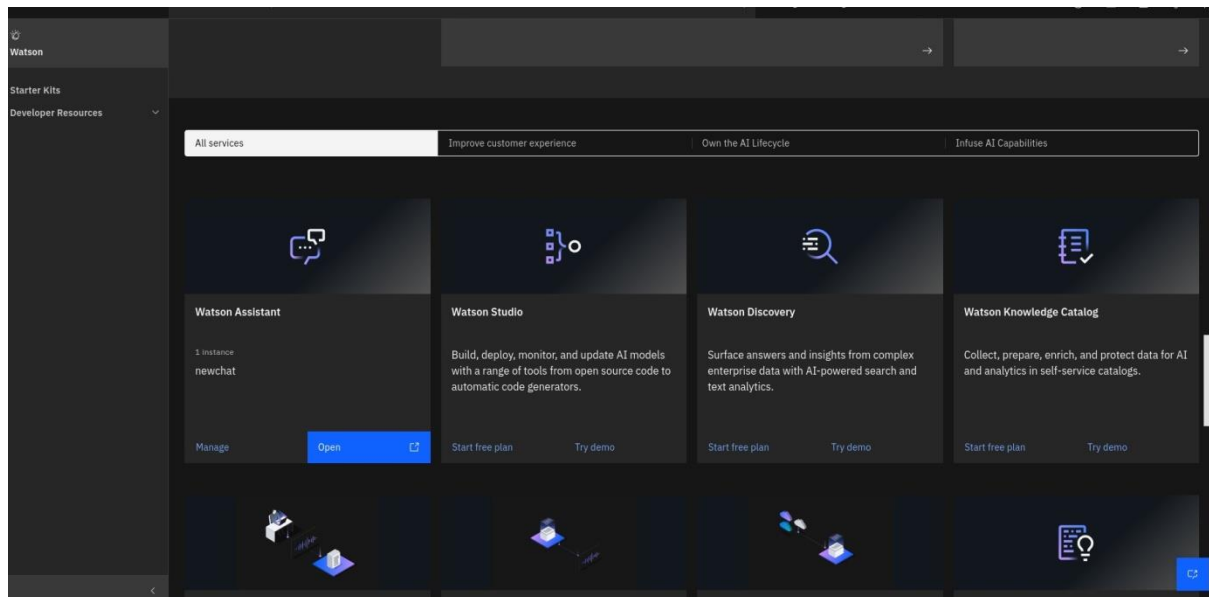 Watson
Starter Kits
Developer Resources
All services
Improve customer experience
Own the AI Lifecycle
Infuse AI Capabilities
Watson Assistant
1 Instance
newchat
Manage
Open
Watson Studio
Build, deploy, monitor, and update AI models
with a range of tools from open source code to
automatic code generators.
Start free plan
Try demo
Watson Discovery
Surface answers and insights from complex
enterprise data with AI-powered search and
text analytics.
Start free plan
Try demo
Watson Knowledge Catalog
Collect, prepare, enrich, and protect data for AI
and analytics in self-service catalogs.
Start free plan
Try demo